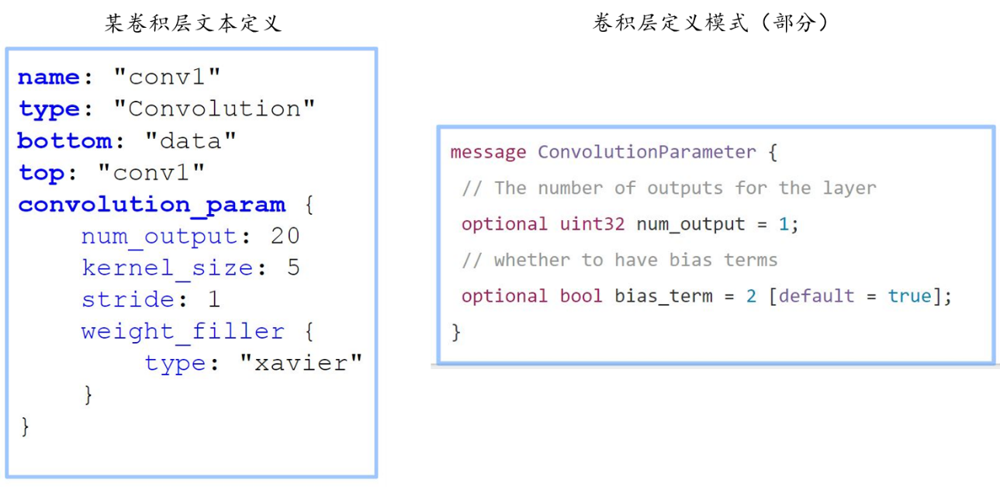 某卷积层文本定义
name: "conv1"
type: "Convolution"
bottom: "data"
top: "conv1"
convolution_param {
    num_output: 20
    kernel_size: 5
    stride: 1
    weight_filler {
        type: "xavier"
    }
}
卷积层定义模式（部分）
message ConvolutionParameter {
 // The number of outputs for the layer
 optional uint32 num_output = 1;
 // whether to have bias terms
 optional bool bias_term = 2 [default = true];
}